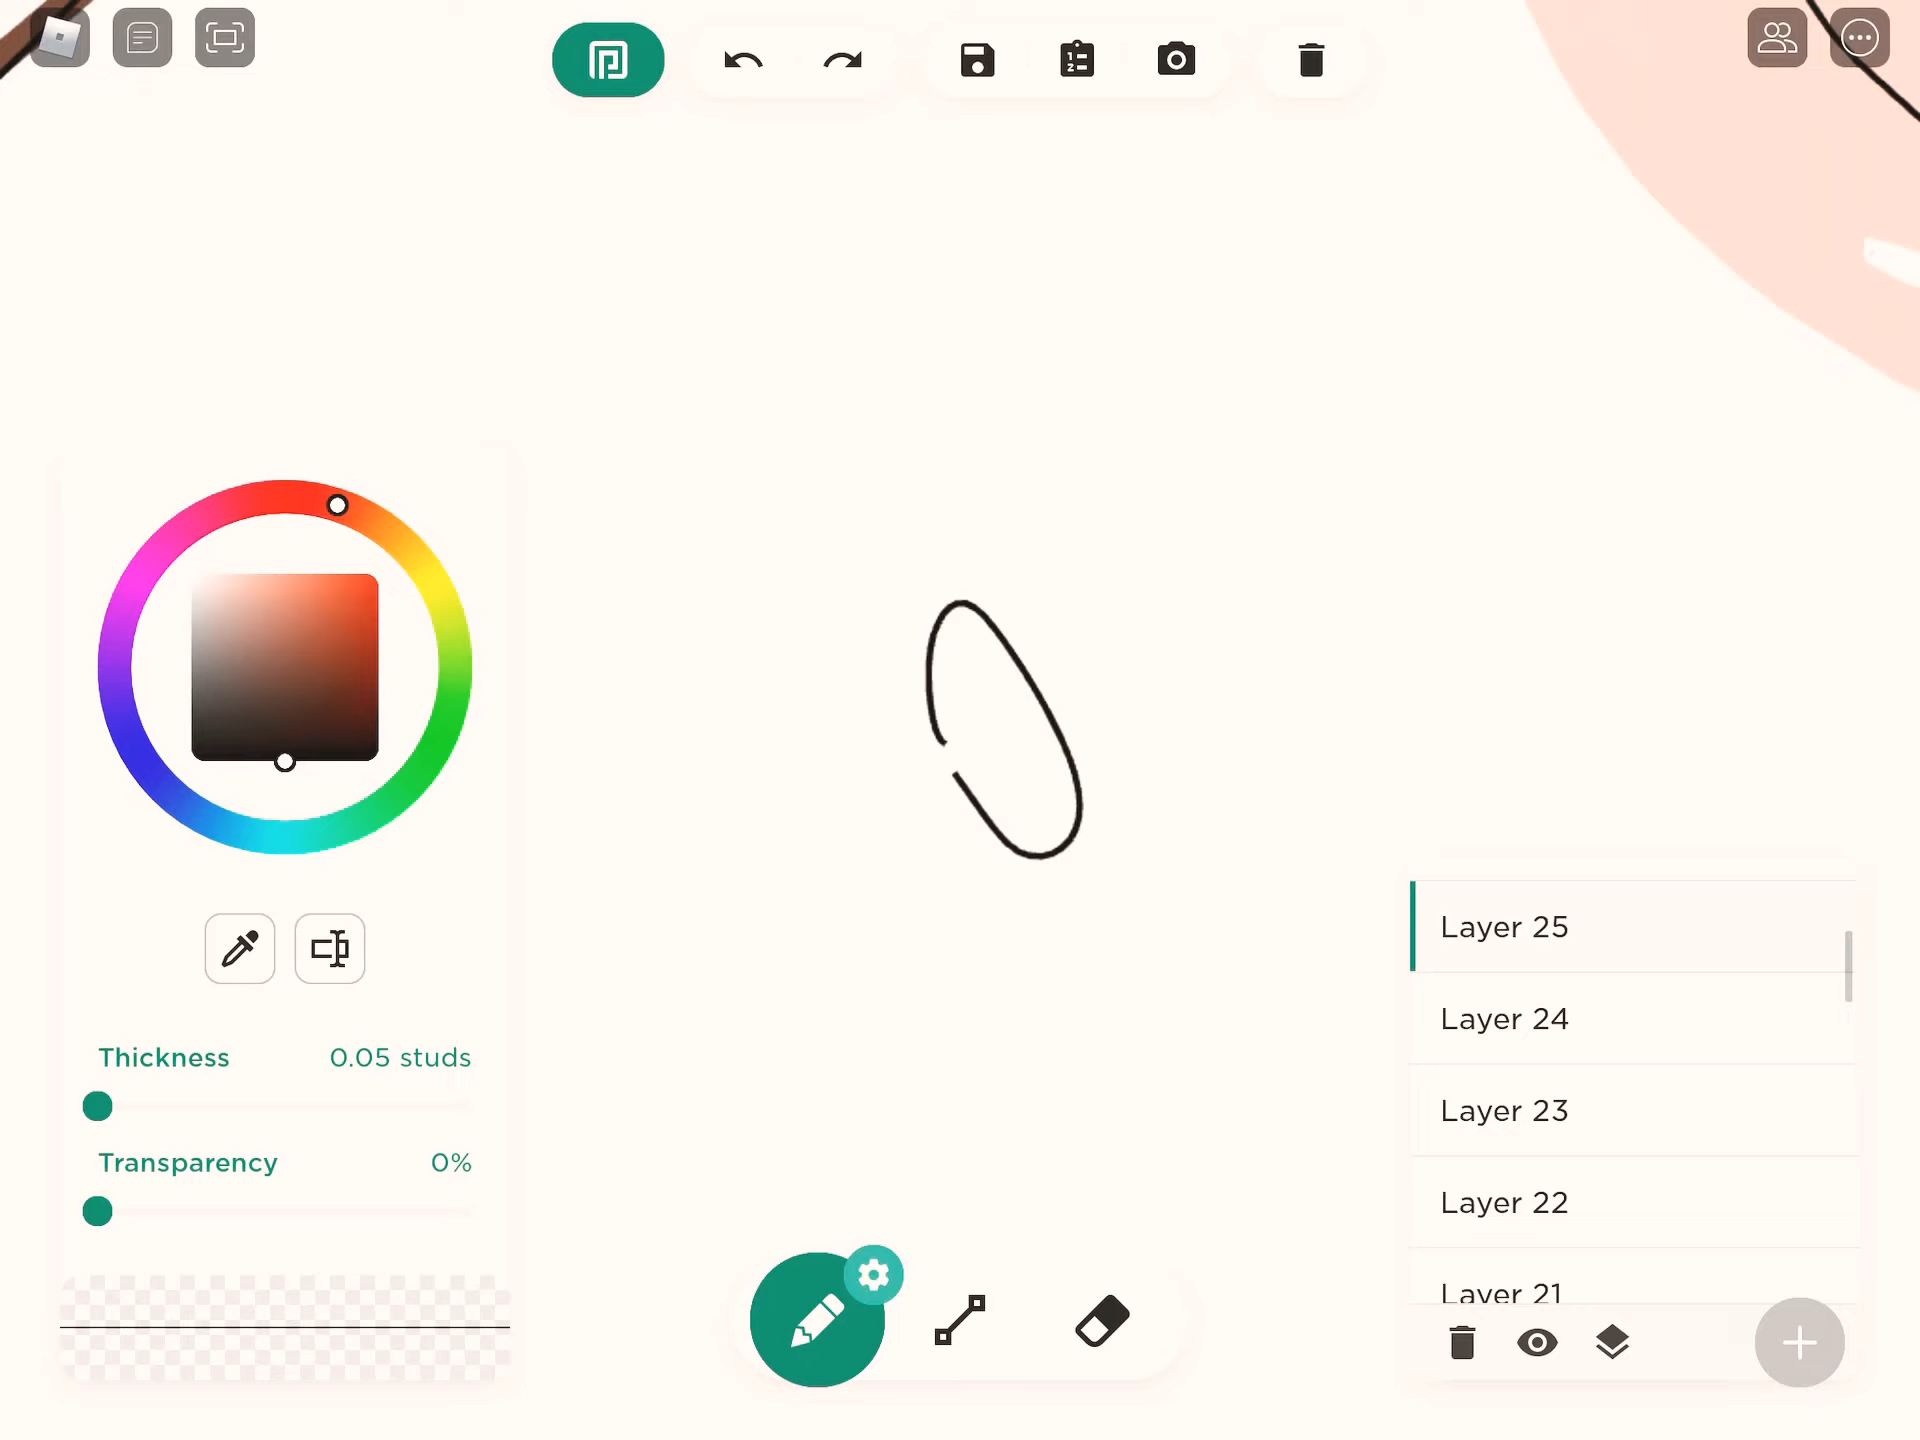 Thickness 0.05 studs
Transparency 0%
Layer 25
Layer 24
Layer 23
Layer 22
Layer 21